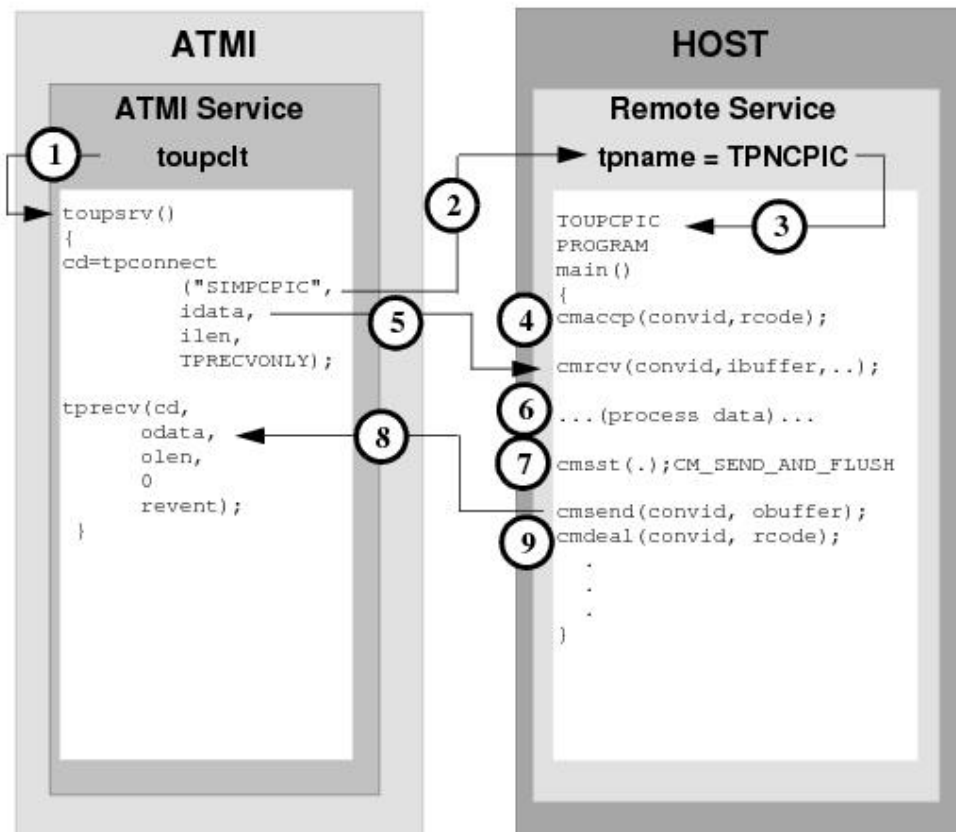 ATMI
ATMI Service
1
toupclt
toupsrv()
{
cd=tpconnect
("SIMPCPIC",
idata,
ilen,
TPRECVONLY);
tprecv(cd,
odata,
olen,
0
revent);
}
2
5
8
HOST
Remote Service
tpname = TPNCPIC
3
TOUPCPIC
PROGRAM
main()
{
4
cmaccp(convid,rcode);
cmrcv(convid,ibuffer,..);
6
...(process data)...
7
cmsst(.);CM_SEND_AND_FLUSH
cmsend(convid, obuffer);
9
cmdeal(convid, rcode);
.
.
.
}